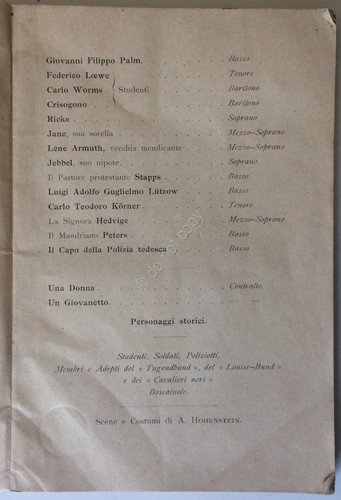 Giovanni Filippo Palm. . . . . . . . . Basso
Federico Lœwe . . . . . . . . Tenore
Carlo Worms Studenti . . . . . . Baritono
Crisogono . . . . . . . . Baritono
Ricke . . . . . . . . . . . . Soprano
Jane, sua sorella . . . . . . . . . Mezzo-Soprano
Lene Armuth, vecchia mendicante . . . . . Mezzo-Soprano
Jebbel, suo nipote. . . . . . . . . Soprano
Il Pastore protestante Stapps. . . . . . . Basso
Luigi Adolfo Guglielmo Lützow . . . . . Basso
Carlo Teodoro Körner . . . . . . . . Tenore
La Signora Hedvige . . . . . . . . Mezzo-Soprano
Il Mandriano Peters . . . . . . . . Basso
Il Capo della Polizia tedesca . . . . . . Basso
Una Donna . . . . . . . . . . Contralto
Un Giovanetto. . . . . . . . . . — —
Personaggi storici.
Studenti, Soldati, Poliziotti,
Membri e Adepti del « Tugendbund », del « Louise-Bund »
e dei « Cavalieri neri »
Boscaiuole.
Scene e Costumi di A. Hohenstein.
do not copy